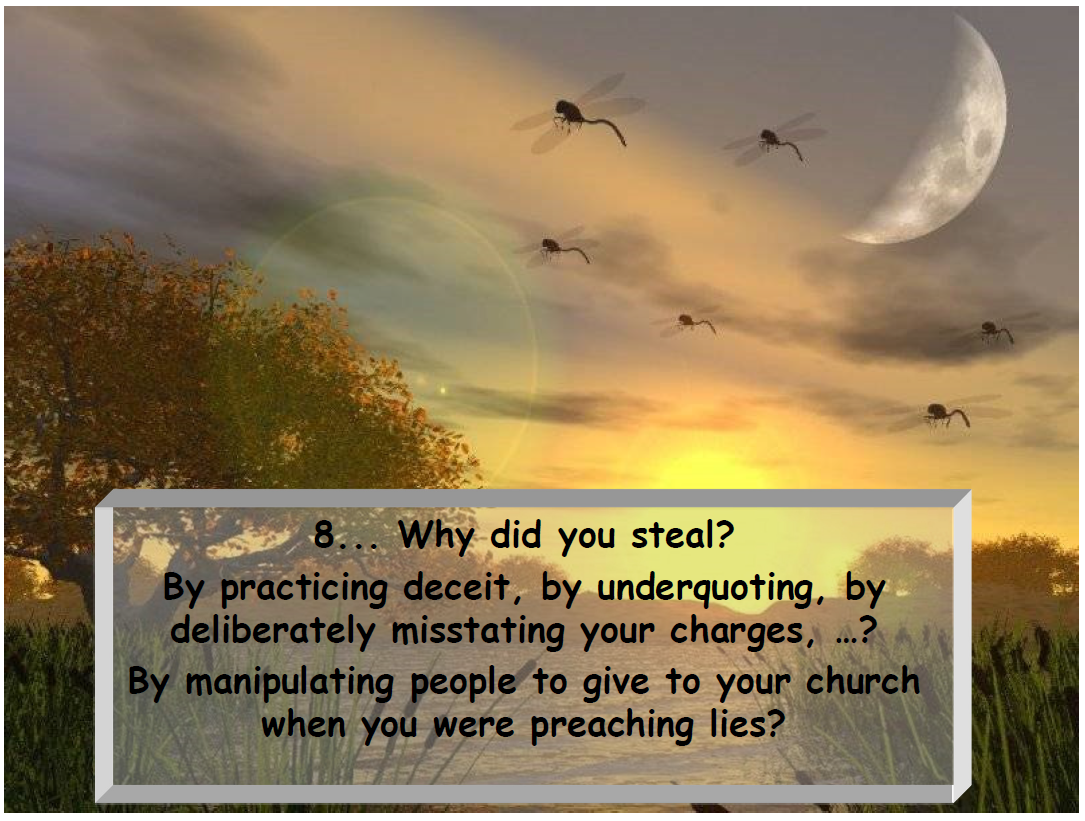 8... Why did you steal?
By practicing deceit, by underquoting, by
deliberately misstating your charges, …?
By manipulating people to give to your church
when you were preaching lies?